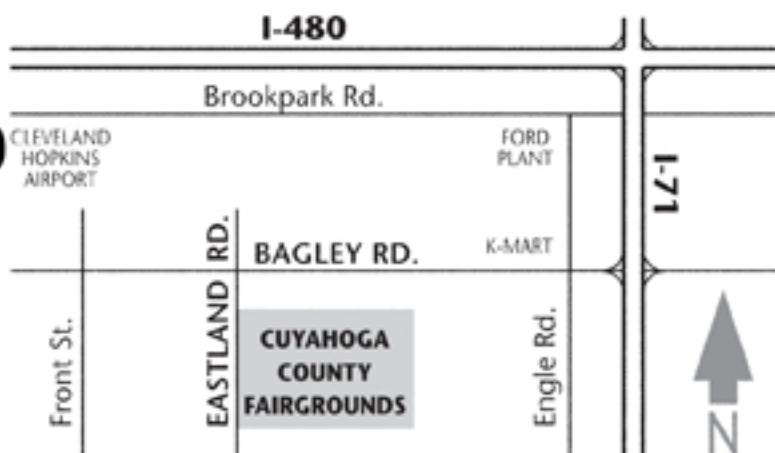 I-480
Brookpark Rd.
CLEVELAND
HOPKINS
AIRPORT
FORD
PLANT
I-71
EASTLAND RD.
BAGLEY RD.
K-MART
Front St.
CUYAHOGA
COUNTY
FAIRGROUNDS
Engle Rd.
N